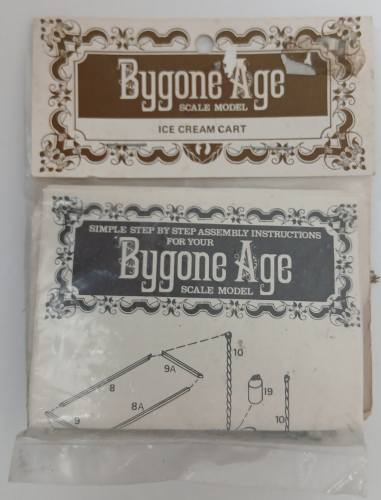 Bygone Age
SCALE MODEL
ICE CREAM CART
SIMPLE STEP BY STEP ASSEMBLY INSTRUCTIONS
FOR YOUR
Bygone Age
SCALE MODEL
10
9A
8
19
8A
9
10